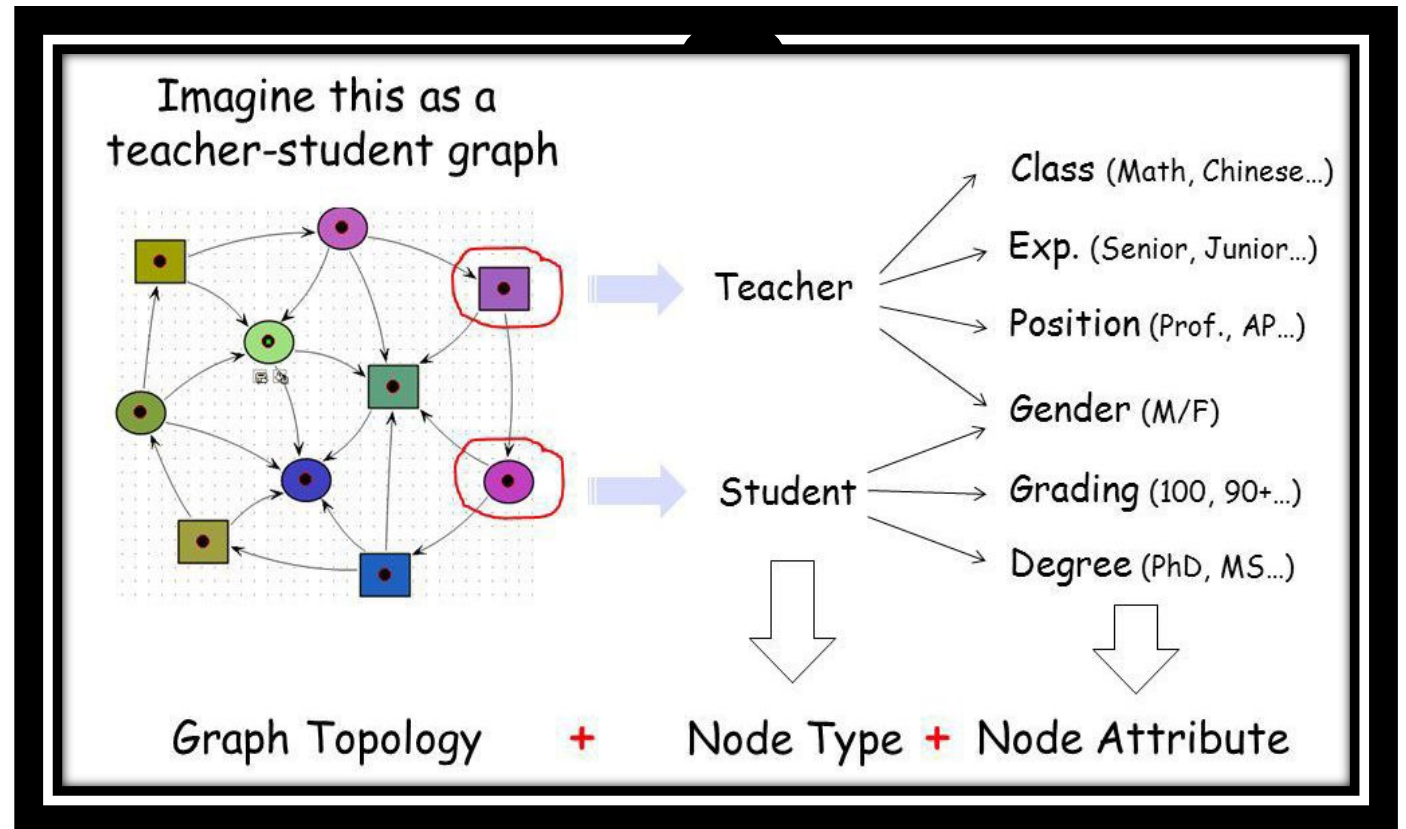 Imagine this as a
teacher-student graph
Class (Math, Chinese...)
Exp. (Senior, Junior...)
Teacher
Position (Prof., AP...)
Gender (M/F)
Student
Grading (100, 90+...)
Degree (PhD, MS...)
Graph Topology + Node Type + Node Attribute